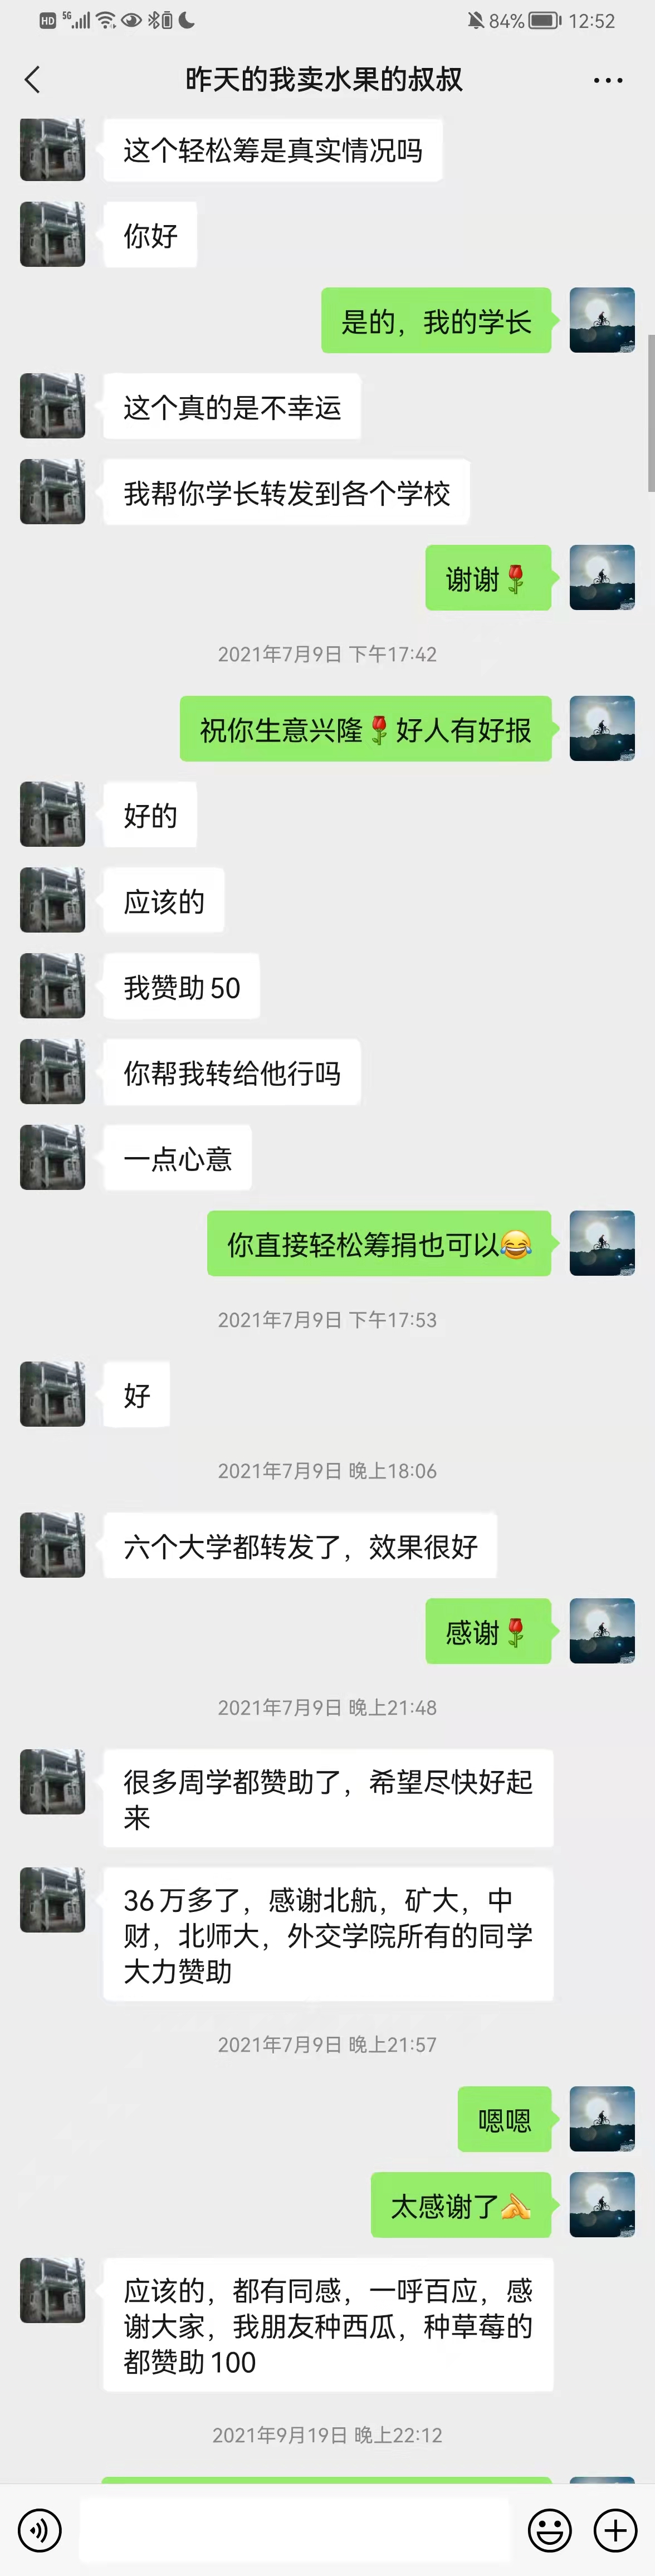 HD 5G 84% 12:52
昨天的我卖水果的叔叔
这个轻松筹是真实情况吗
你好
是的，我的学长
这个真的是不幸运
我帮你学长转发到各个学校
谢谢🌹
2021年7月9日 下午17:42
祝你生意兴隆🌹好人有好报
好的
应该的
我赞助50
你帮我转给他行吗
一点心意
你直接轻松筹捐也可以😂
2021年7月9日 下午17:53
好
2021年7月9日 晚上18:06
六个大学都转发了，效果很好
感谢🌹
2021年7月9日 晚上21:48
很多周学都赞助了，希望尽快好起
来
36万多了，感谢北航，矿大，中
财，北师大，外交学院所有的同学
大力赞助
2021年7月9日 晚上21:57
嗯嗯
太感谢了🙏
应该的，都有同感，一呼百应，感
谢大家，我朋友种西瓜，种草莓的
都赞助100
2021年9月19日 晚上22:12